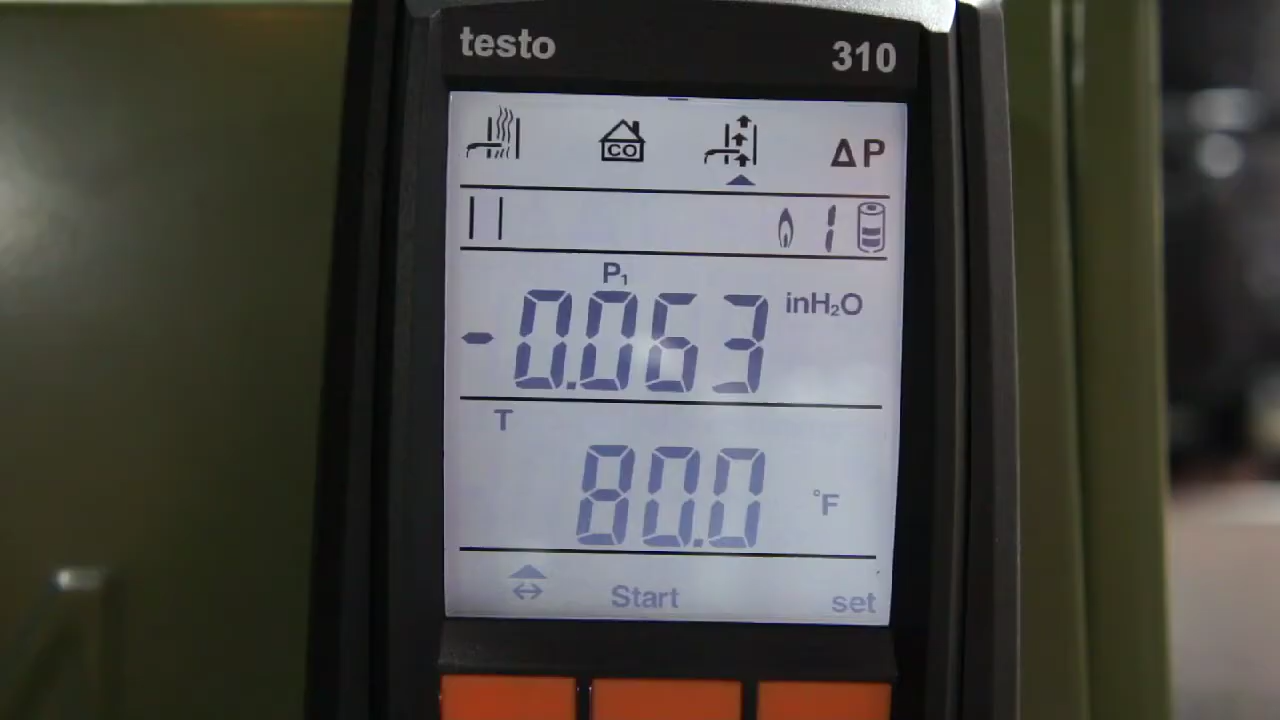 testo 310
CO ΔP
1
P₁
-0.063 inH₂O
T
80.0 °F
Start set